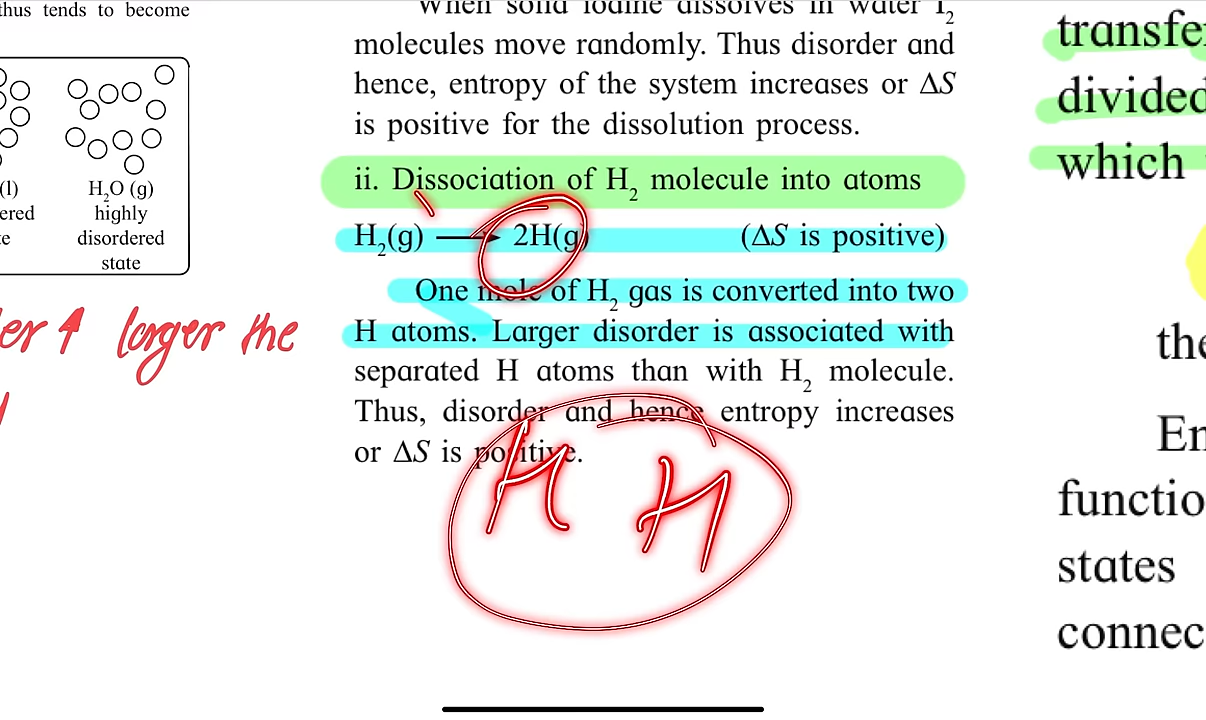 thus tends to become
(l)
ered
H₂O (g)
highly
disordered
state
er ↑ larger the
When solid iodine dissolves in water I₂
molecules move randomly. Thus disorder and
hence, entropy of the system increases or ΔS
is positive for the dissolution process.
ii. Dissociation of H₂ molecule into atoms
H₂(g) ⟶ 2H(g) (ΔS is positive)
One mole of H₂ gas is converted into two
H atoms. Larger disorder is associated with
separated H atoms than with H₂ molecule.
Thus, disorder and hence entropy increases
or ΔS is positive.
H H
transfe
divided
which
the
En
functio
states
connec